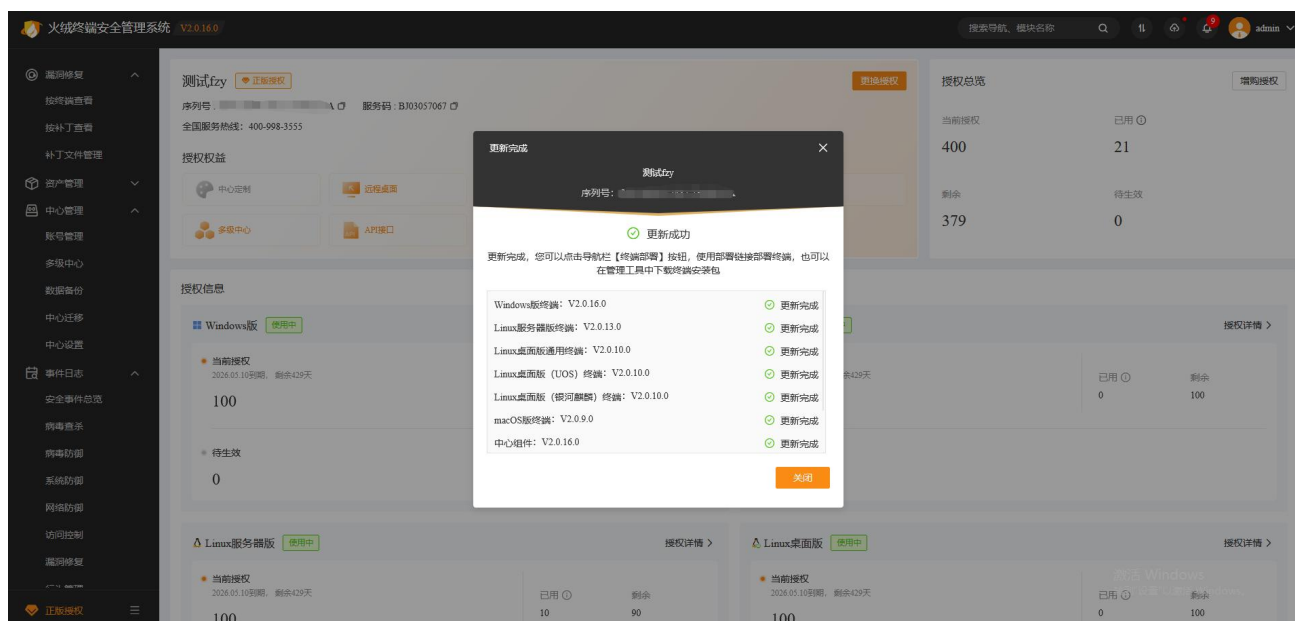 火绒终端安全管理系统 V2.0.16.0
搜索导航、模块名称
9
admin
漏洞修复
按终端查看
按补丁查看
补丁文件管理
资产管理
中心管理
账号管理
多级中心
数据备份
中心迁移
中心设置
事件日志
安全事件总览
病毒查杀
病毒防御
系统防御
网络防御
访问控制
漏洞修复
正版授权
测试fzy 正版授权
更换授权
序列号: A 服务码: BJ03057067
全国服务热线: 400-998-3555
授权权益
中心定制
远程桌面
多级中心
API接口
授权总览
增购授权
当前授权
已用
400
21
剩余
待生效
379
0
更新完成
测试fzy
序列号:
更新成功
更新完成，您可以点击导航栏【终端部署】按钮，使用部署链接部署终端，也可以
在管理工具中下载终端安装包
Windows版终端: V2.0.16.0 更新完成
Linux服务器版终端: V2.0.13.0 更新完成
Linux桌面版通用终端: V2.0.10.0 更新完成
Linux桌面版（UOS）终端: V2.0.10.0 更新完成
Linux桌面版（银河麒麟）终端: V2.0.10.0 更新完成
macOS版终端: V2.0.9.0 更新完成
中心组件: V2.0.16.0 更新完成
关闭
授权信息
Windows版 使用中
当前授权
2026.05.10到期， 剩余429天
100
待生效
0
授权详情
余429天
已用
剩余
0
100
Linux服务器版 使用中
授权详情
当前授权
2026.05.10到期， 剩余429天
100
已用
剩余
10
90
Linux桌面版 使用中
授权详情
当前授权
2026.05.10到期， 剩余429天
100
已用
剩余
0
100
激活 Windows